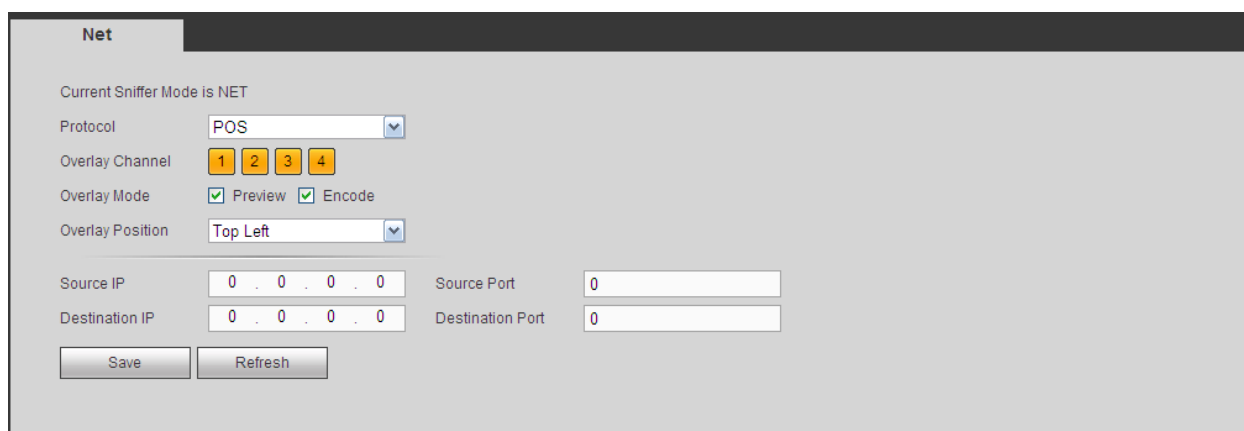 Net
Current Sniffer Mode is NET
Protocol POS
Overlay Channel 1 2 3 4
Overlay Mode Preview Encode
Overlay Position Top Left
Source IP 0 . 0 . 0 . 0 Source Port 0
Destination IP 0 . 0 . 0 . 0 Destination Port 0
Save Refresh